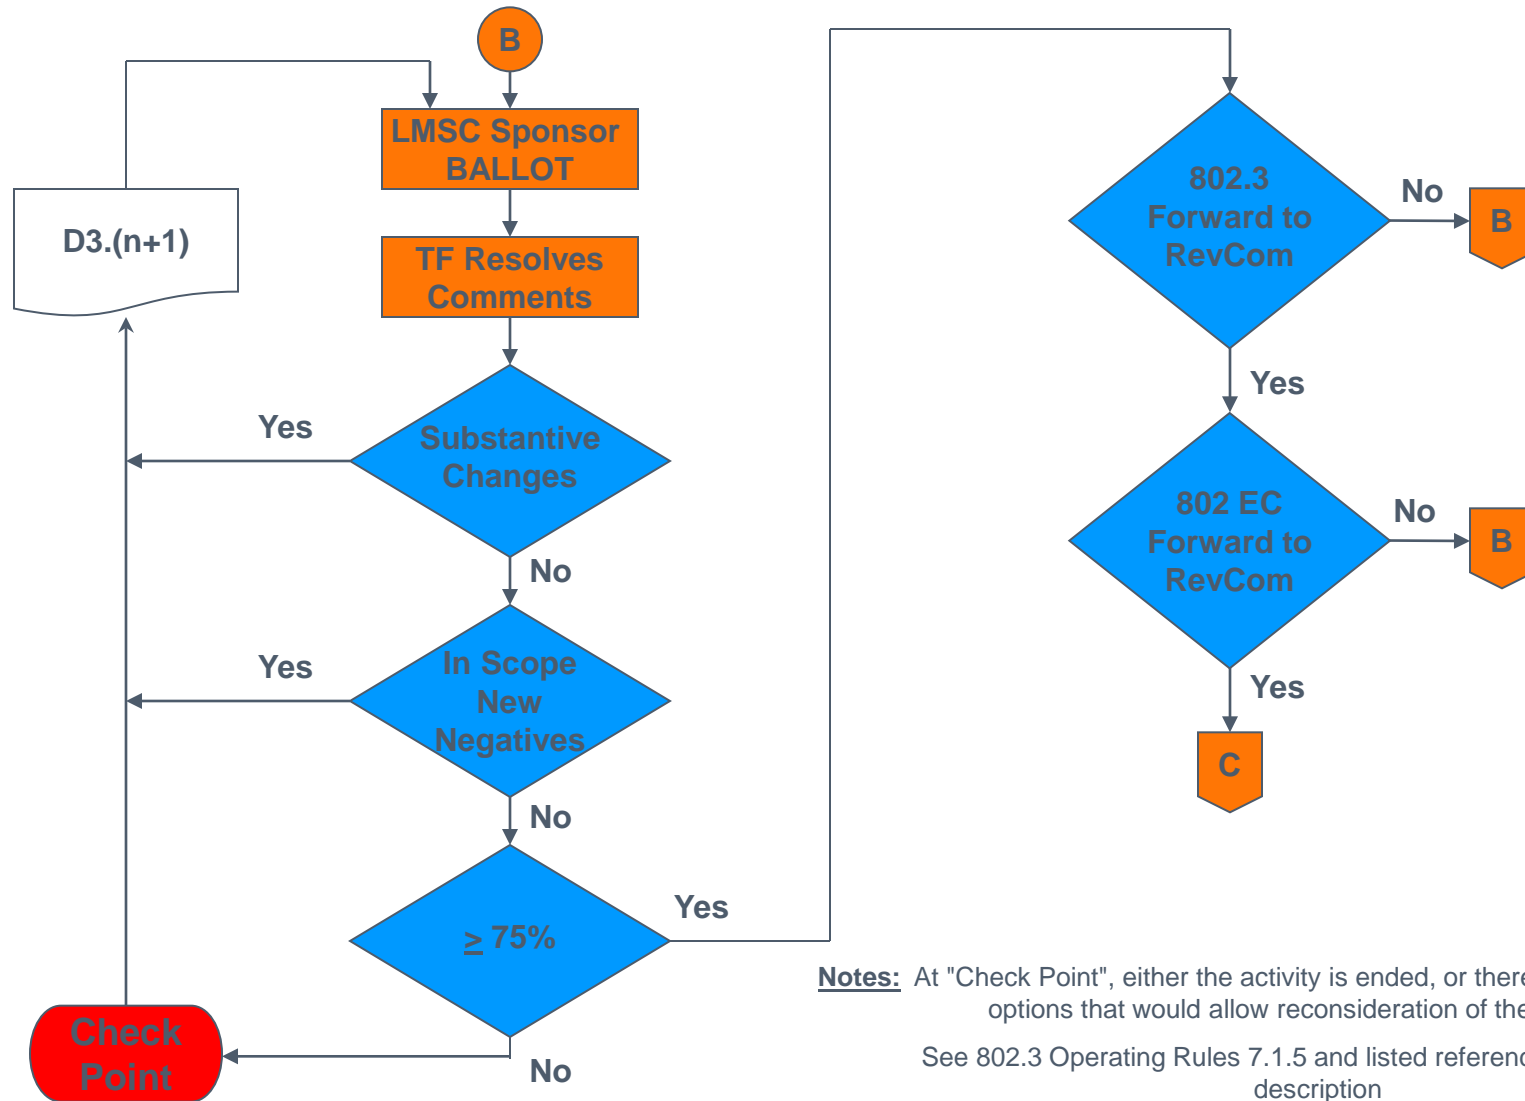 B
LMSC Sponsor
BALLOT
D3.(n+1)
TF Resolves
Comments
Yes
Substantive
Changes
No
Yes
In Scope
New
Negatives
No
≥ 75%
Yes
No
Check
Point
802.3
Forward to
RevCom
No
B
Yes
802 EC
Forward to
RevCom
No
B
Yes
C
Notes: At "Check Point", either the activity is ended, or there
options that would allow reconsideration of the
See 802.3 Operating Rules 7.1.5 and listed
description